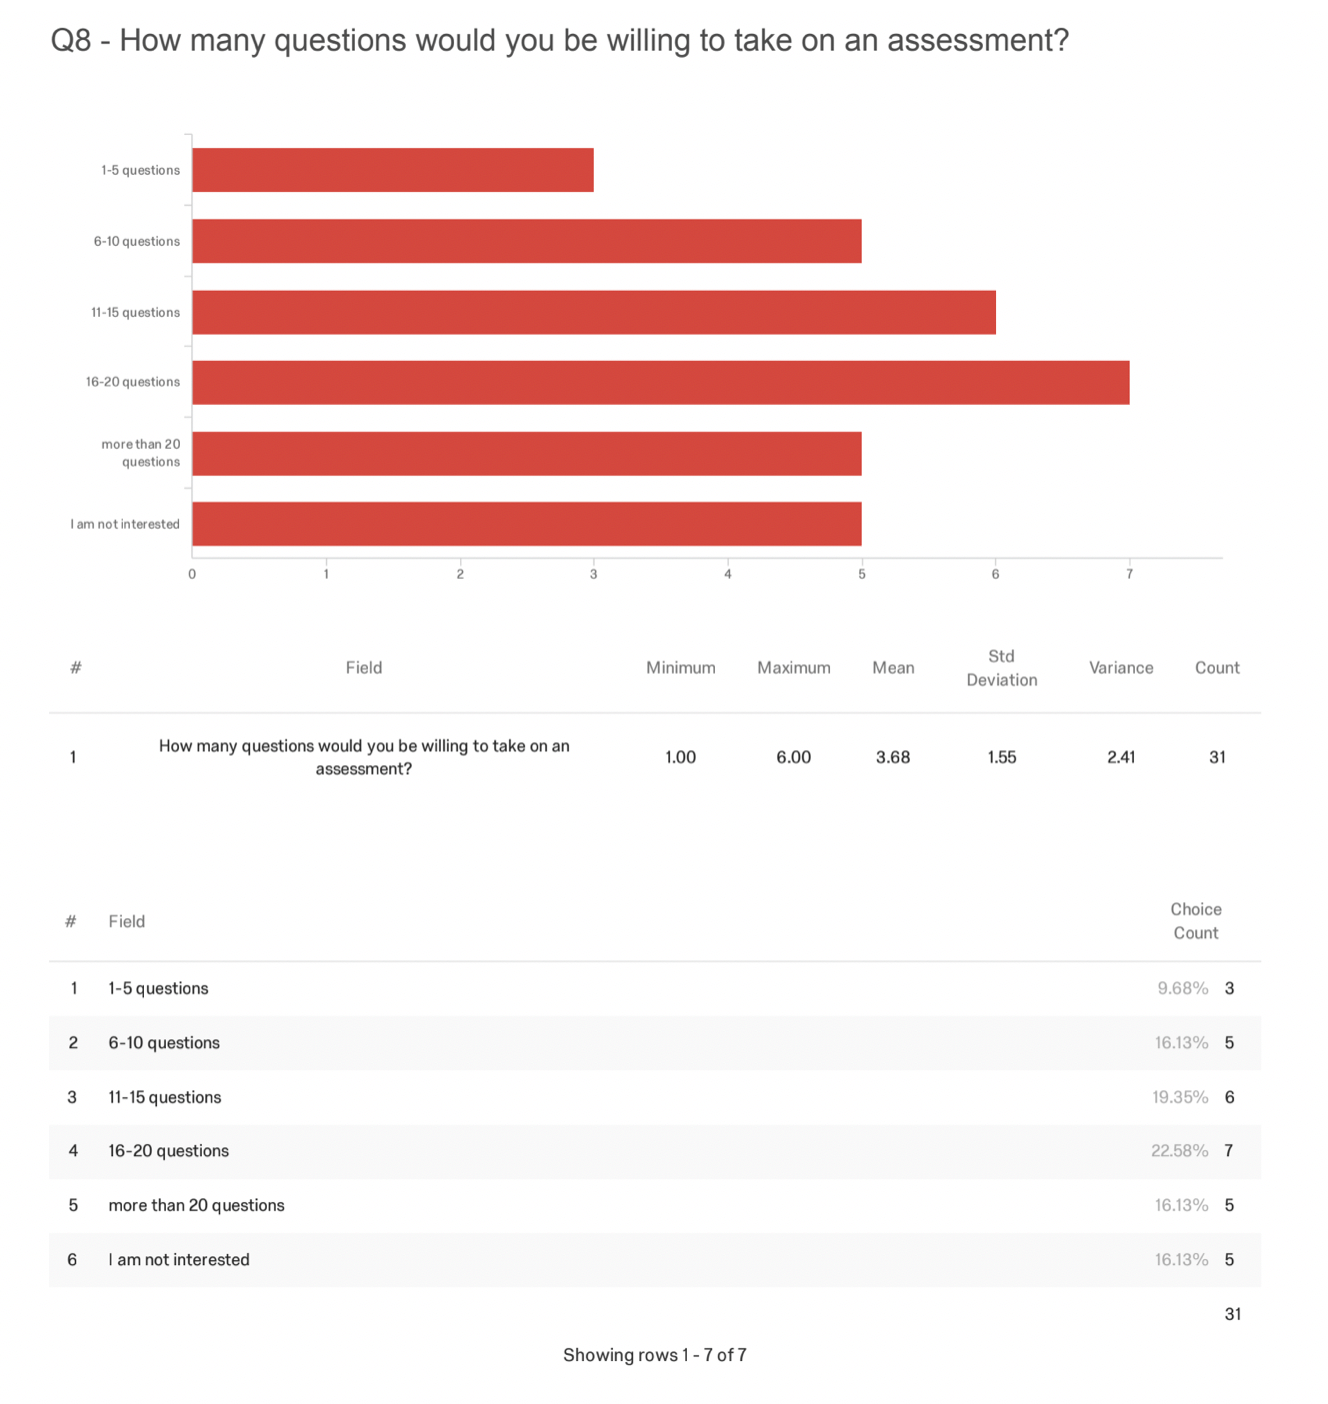 Q8 - How many questions would you be willing to take on an assessment?
1-5 questions
6-10 questions
11-15 questions
16-20 questions
more than 20
questions
I am not interested
0 1 2 3 4 5 6 7
# Field Minimum Maximum Mean Std Deviation Variance Count
1 How many questions would you be willing to take on an
assessment? 1.00 6.00 3.68 1.55 2.41 31
# Field Choice Count
1 1-5 questions 9.68% 3
2 6-10 questions 16.13% 5
3 11-15 questions 19.35% 6
4 16-20 questions 22.58% 7
5 more than 20 questions 16.13% 5
6 I am not interested 16.13% 5
31
Showing rows 1 - 7 of 7